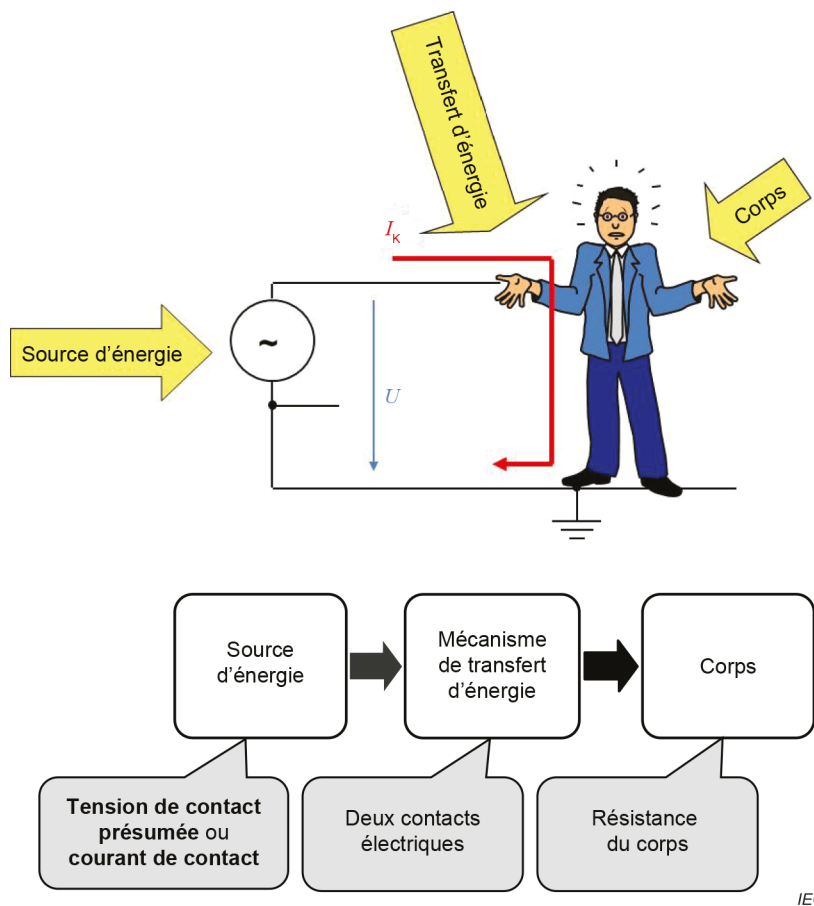 Transfert d'énergie
Corps
I_K
Source d'énergie
~
U
Source
d'énergie
Mécanisme
de transfert
d'énergie
Corps
Tension de contact
présumée ou
courant de contact
Deux contacts
électriques
Résistance
du corps